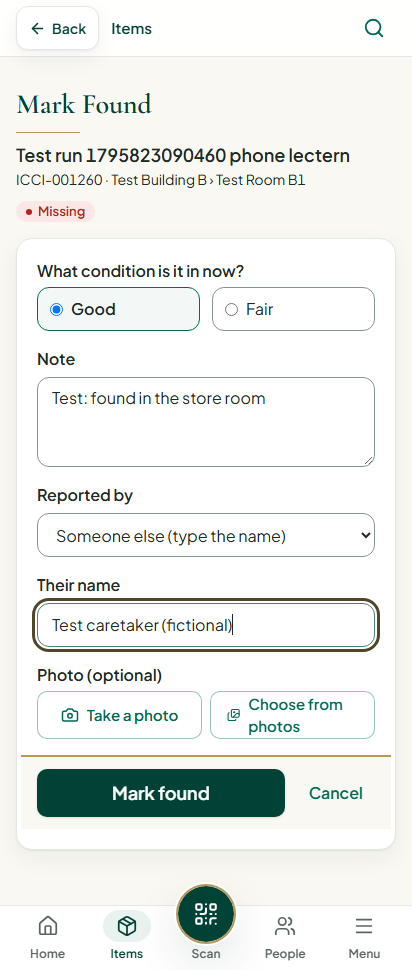 Back
Items
Mark Found
Test run 1795823090460 phone lectern
ICCI-001260 · Test Building B › Test Room B1
Missing
What condition is it in now?
Good
Fair
Note
Test: found in the store room
Reported by
Someone else (type the name)
Their name
Test caretaker (fictional)
Photo (optional)
Take a photo
Choose from
photos
Mark found
Cancel
Home
Items
Scan
People
Menu